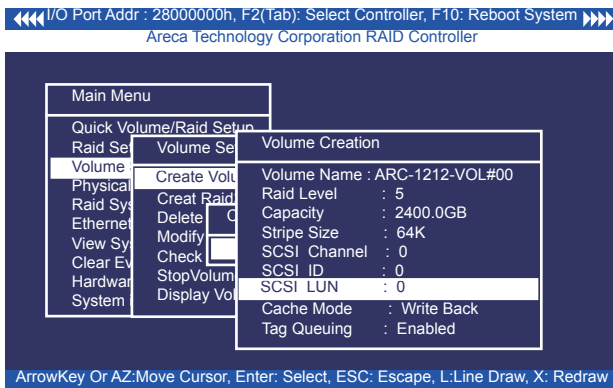 I/O Port Addr : 28000000h, F2(Tab): Select Controller, F10: Reboot System
Areca Technology Corporation RAID Controller
Main Menu
Quick Volume/Raid Setup
Raid Set
Volume
Physical
Raid Sys
Ethernet
View Sy
Clear Ev
Hardwar
System
Volume Se
Create Volu
Creat Raid
Delete
Modify
Check
StopVolum
Display Vol
C
Volume Creation
Volume Name : ARC-1212-VOL#00
Raid Level : 5
Capacity : 2400.0GB
Stripe Size : 64K
SCSI Channel : 0
SCSI ID : 0
SCSI LUN : 0
Cache Mode : Write Back
Tag Queuing : Enabled
ArrowKey Or AZ:Move Cursor, Enter: Select, ESC: Escape, L:Line Draw, X: Redraw